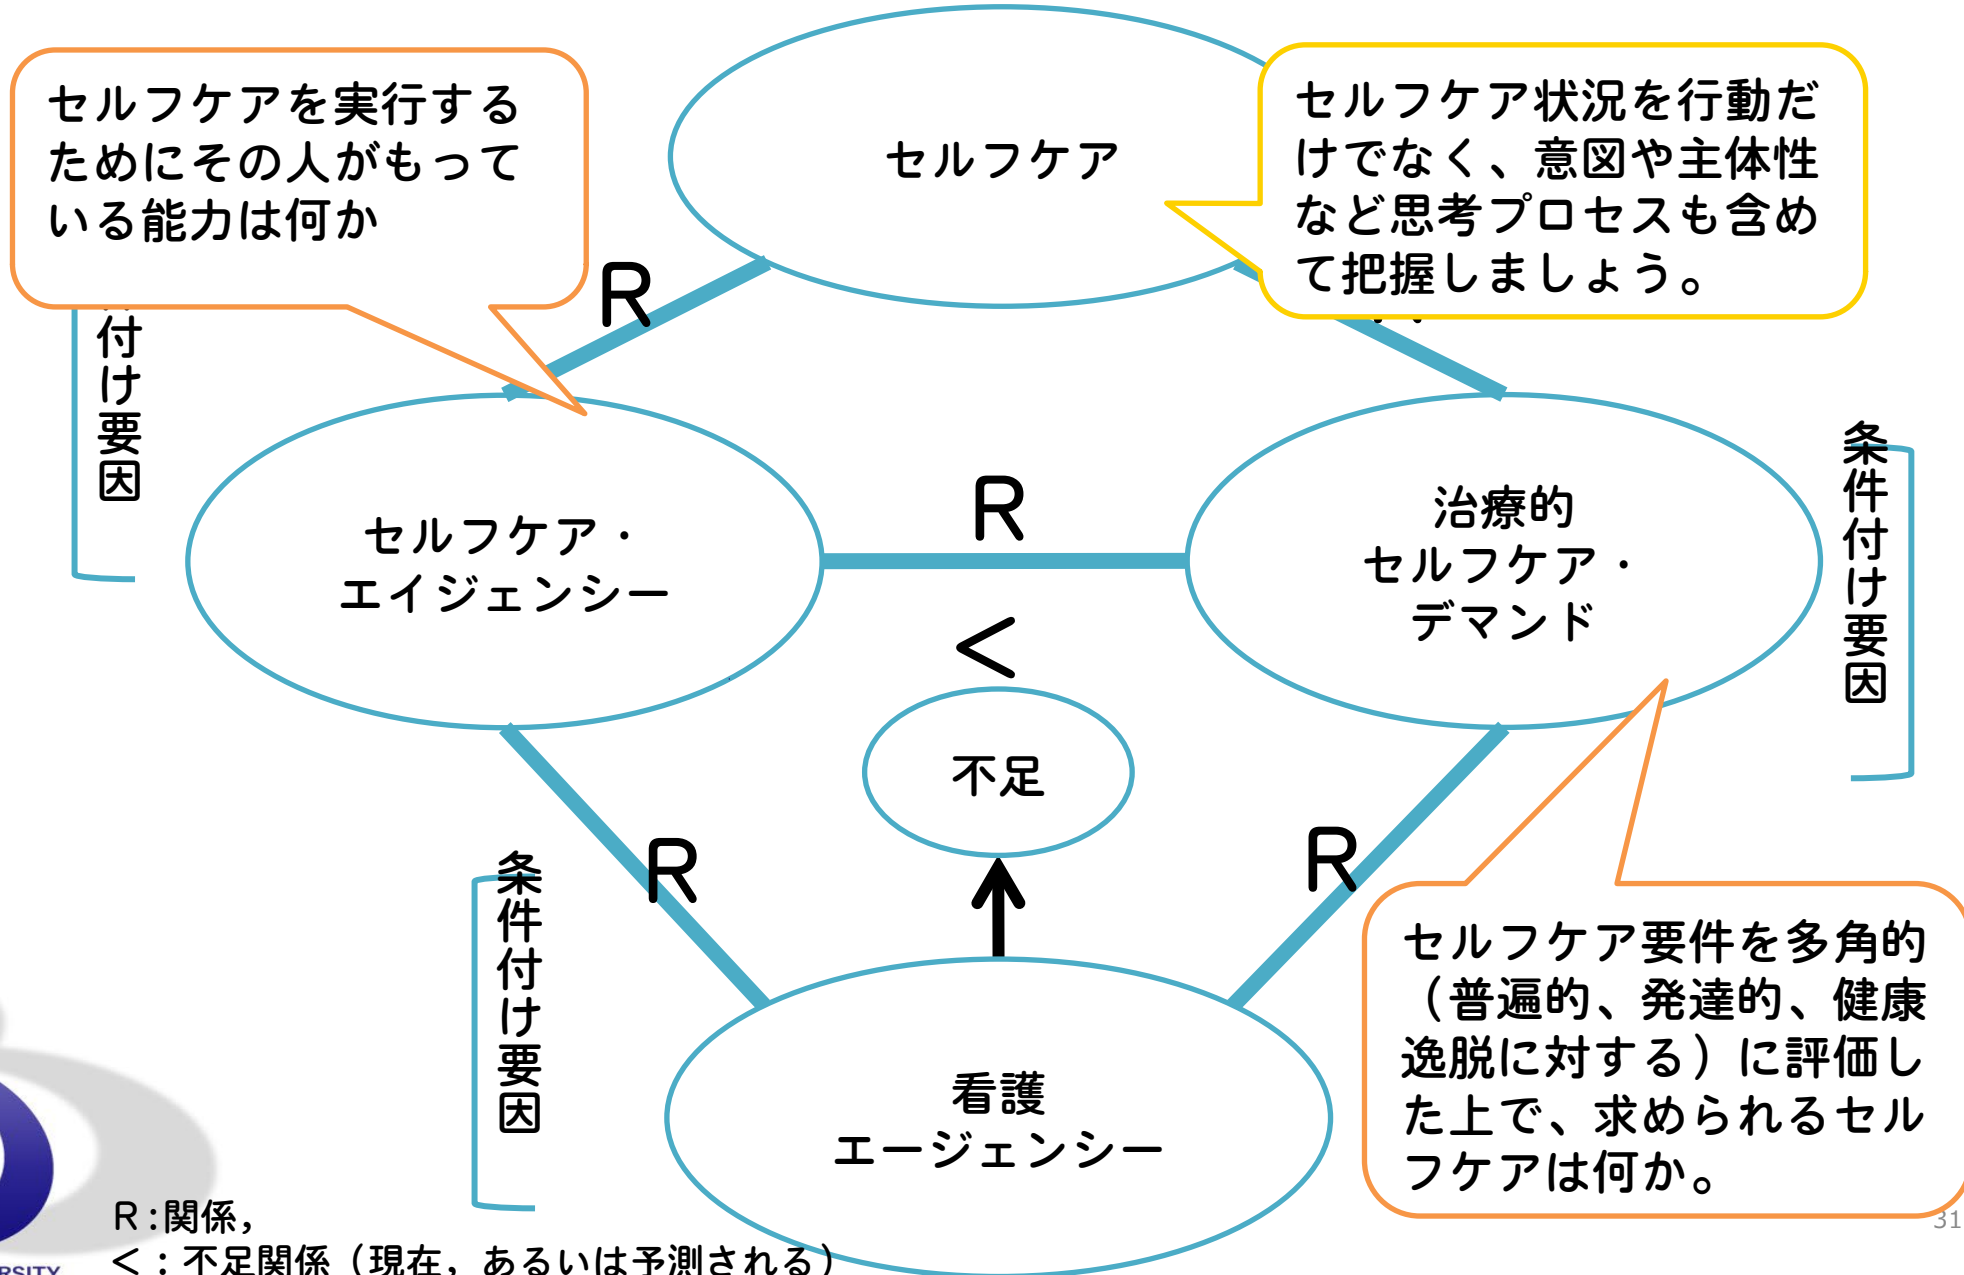 セルフケアを実行する
ためにその人がもって
いる能力は何か
セルフケア
セルフケア状況を行動だ
けでなく、意図や主体性
など思考プロセスも含め
て把握しましょう。
R
付け要因
セルフケア・
エイジェンシー
R
<
不足
治療的
セルフケア・
デマンド
条件付け要因
条件付け要因
R
R
看護
エージェンシー
セルフケア要件を多角的
（普遍的、発達的、健康
逸脱に対する）に評価し
た上で、求められるセル
フケアは何か。
R:関係，
<：不足関係（現在，あるいは予測される）
31